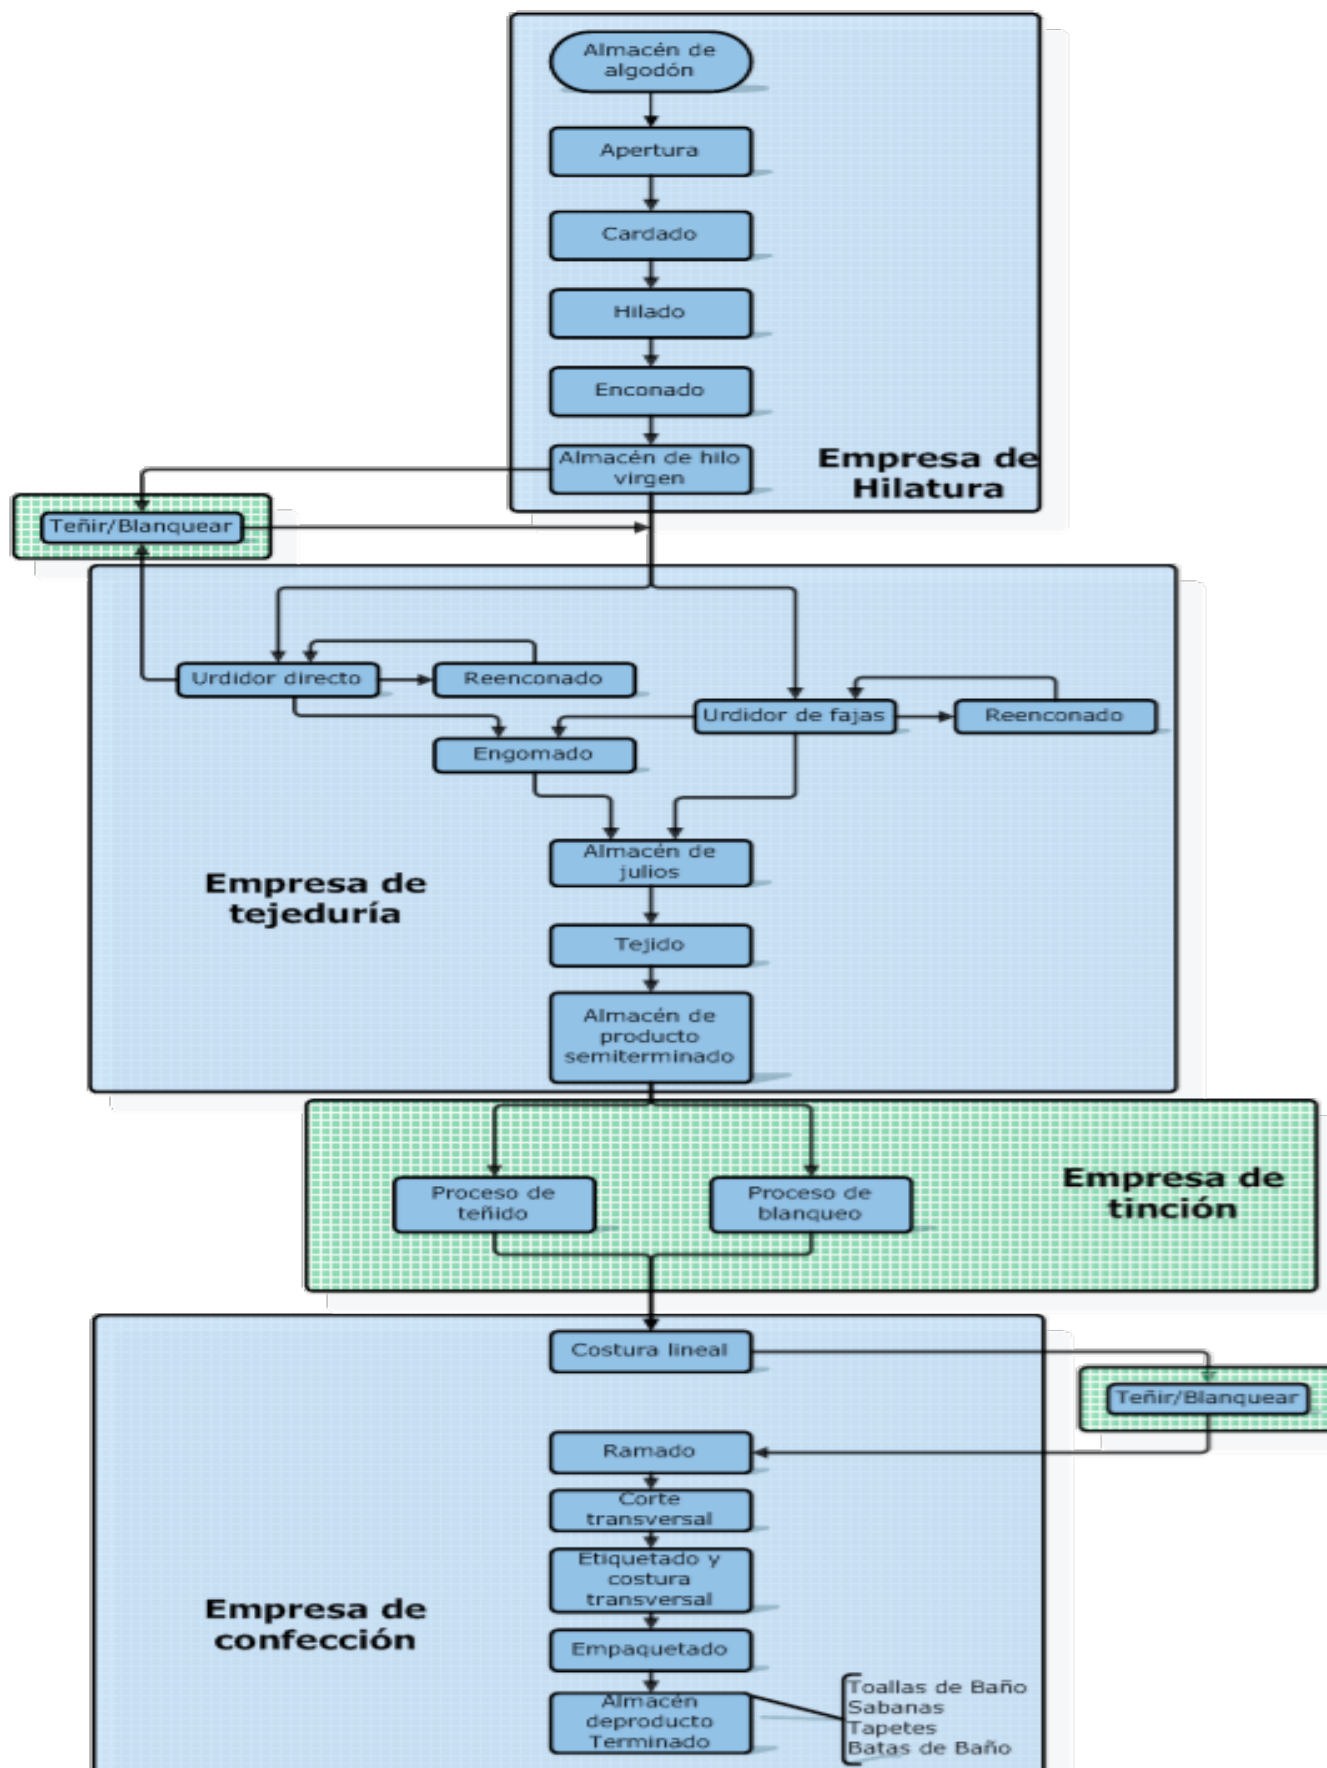 Almacén de
algodón
Apertura
Cardado
Hilado
Enconado
Almacén de hilo
virgen
Empresa de
Hilatura
Teñir/Blanquear
Urdidor directo
Reenconado
Urdidor de fajas
Reenconado
Engomado
Almacén de
julios
Empresa de
tejeduría
Tejido
Almacén de
producto
semiterminado
Proceso de
teñido
Proceso de
blanqueo
Empresa de
tinción
Costura lineal
Teñir/Blanquear
Ramado
Corte
transversal
Etiquetado y
costura
transversal
Empresa de
confección
Empaquetado
Almacén
deproducto
Terminado
Toallas de Baño
Sabanas
Tapetes
Batas de Baño